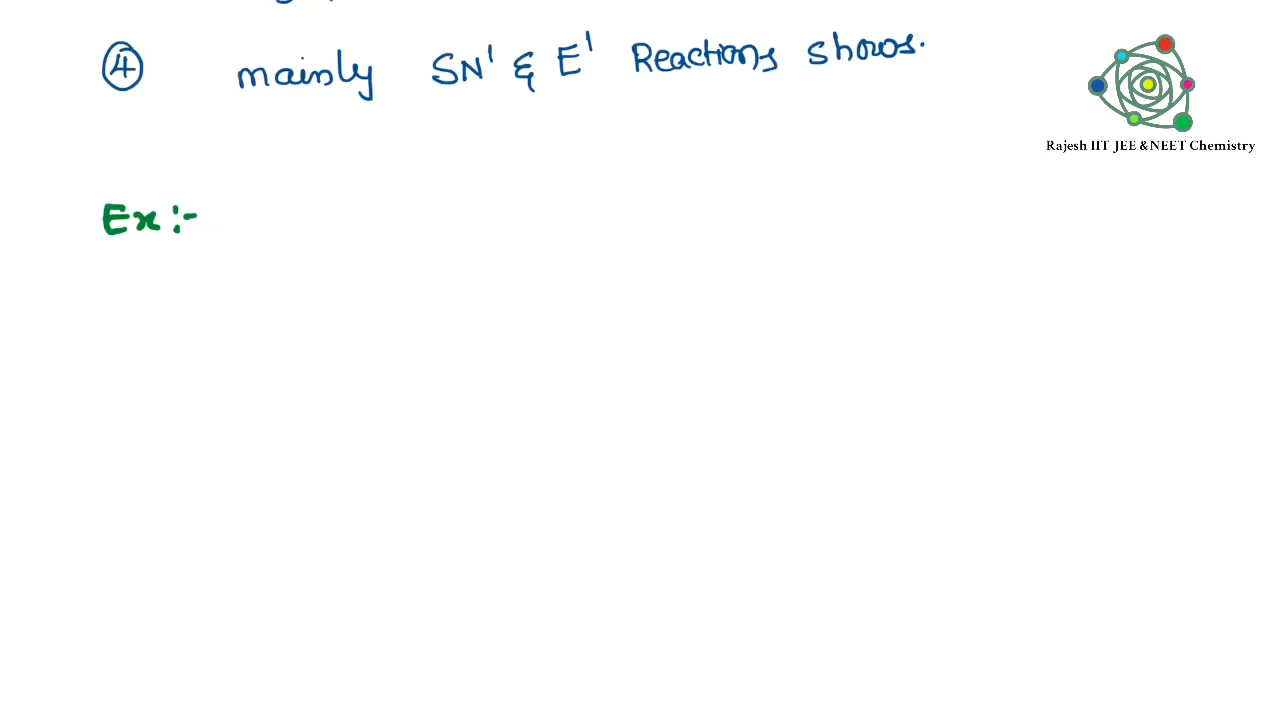 ④ mainly SN' & E' Reactions shows.
Rajesh IIT JEE & NEET Chemistry
Ex :-